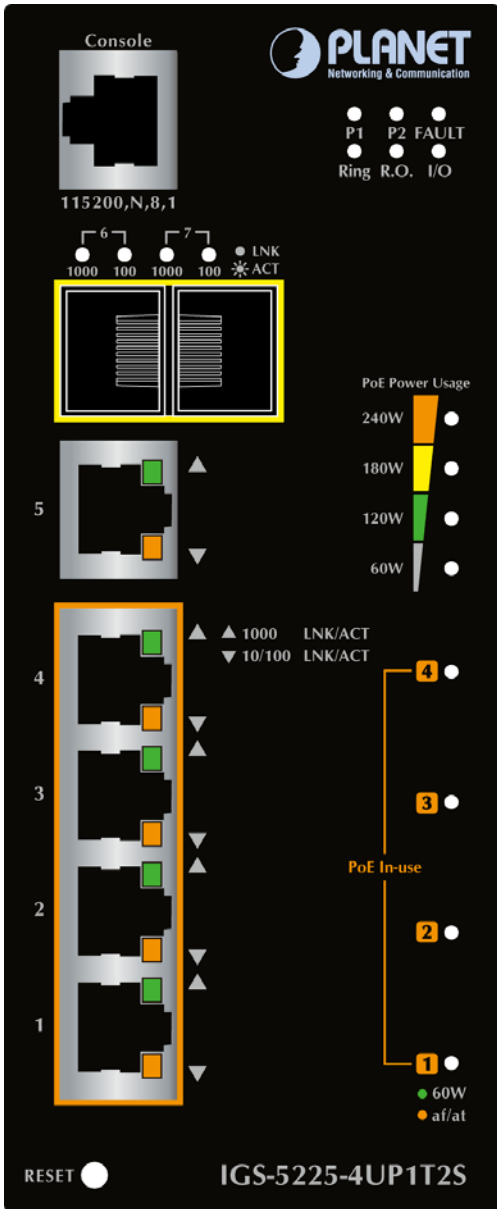 Console
PLANET
Networking & Communication
P1 P2 FAULT
Ring R.O. I/O
115200,N,8,1
6 7
LNK
1000 100 1000 100 ACT
PoE Power Usage
240W
180W
120W
60W
5
1000 LNK/ACT
10/100 LNK/ACT
4
4
3
3
PoE In-use
2
2
1
1
60W
af/at
RESET
IGS-5225-4UP1T2S